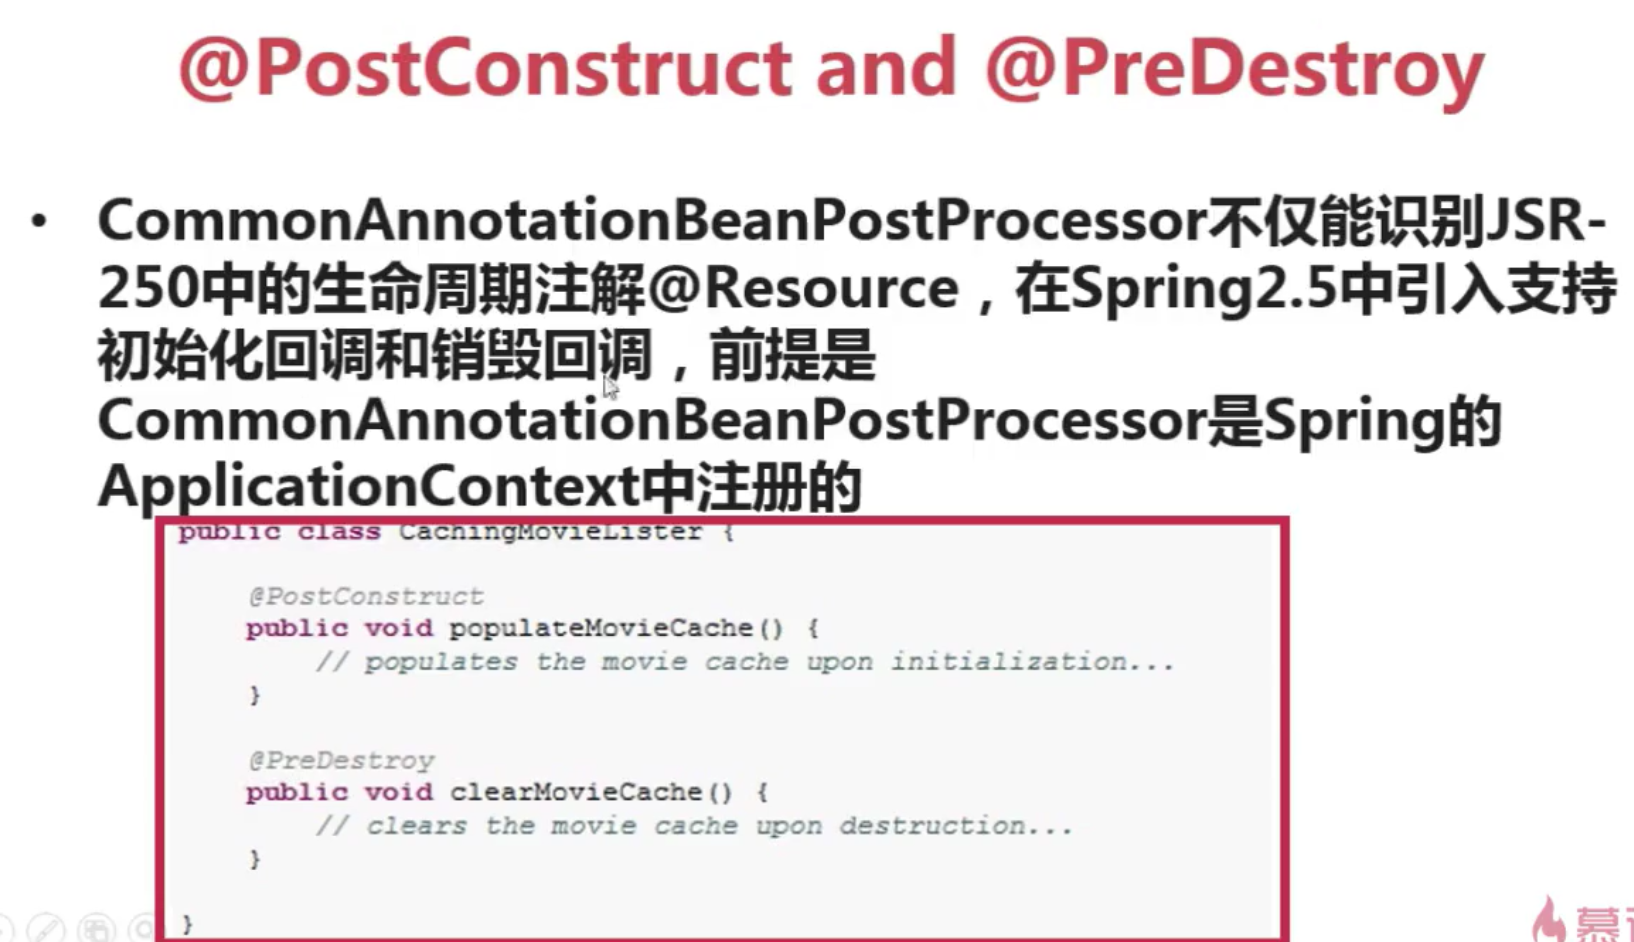 @PostConstruct and @PreDestroy
• CommonAnnotationBeanPostProcessor不仅能识别JSR-
250中的生命周期注解@Resource，在Spring2.5中引入支持
初始化回调和销毁回调，前提是
CommonAnnotationBeanPostProcessor是Spring的
ApplicationContext中注册的
public class CachingMovieLister {
@PostConstruct
public void populateMovieCache() {
// populates the movie cache upon initialization...
}
@PreDestroy
public void clearMovieCache() {
// clears the movie cache upon destruction...
}
}
慕